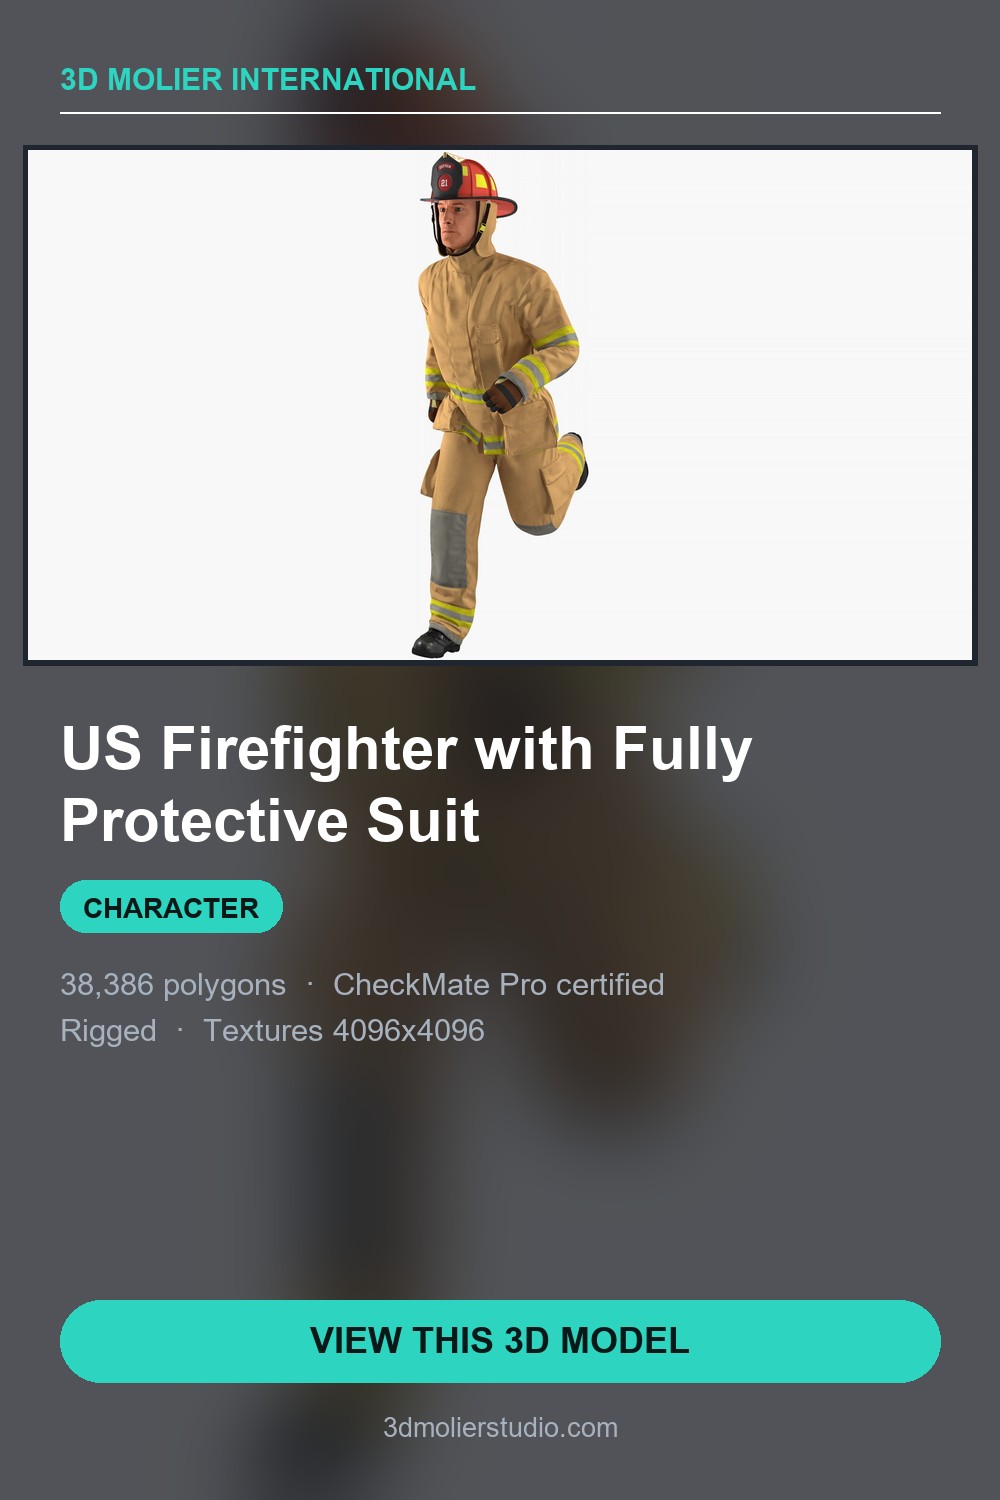 3D MOLIER INTERNATIONAL
21
US Firefighter with Fully
Protective Suit
CHARACTER
38,386 polygons · CheckMate Pro certified
Rigged · Textures 4096x4096
VIEW THIS 3D MODEL
3dmolierstudio.com